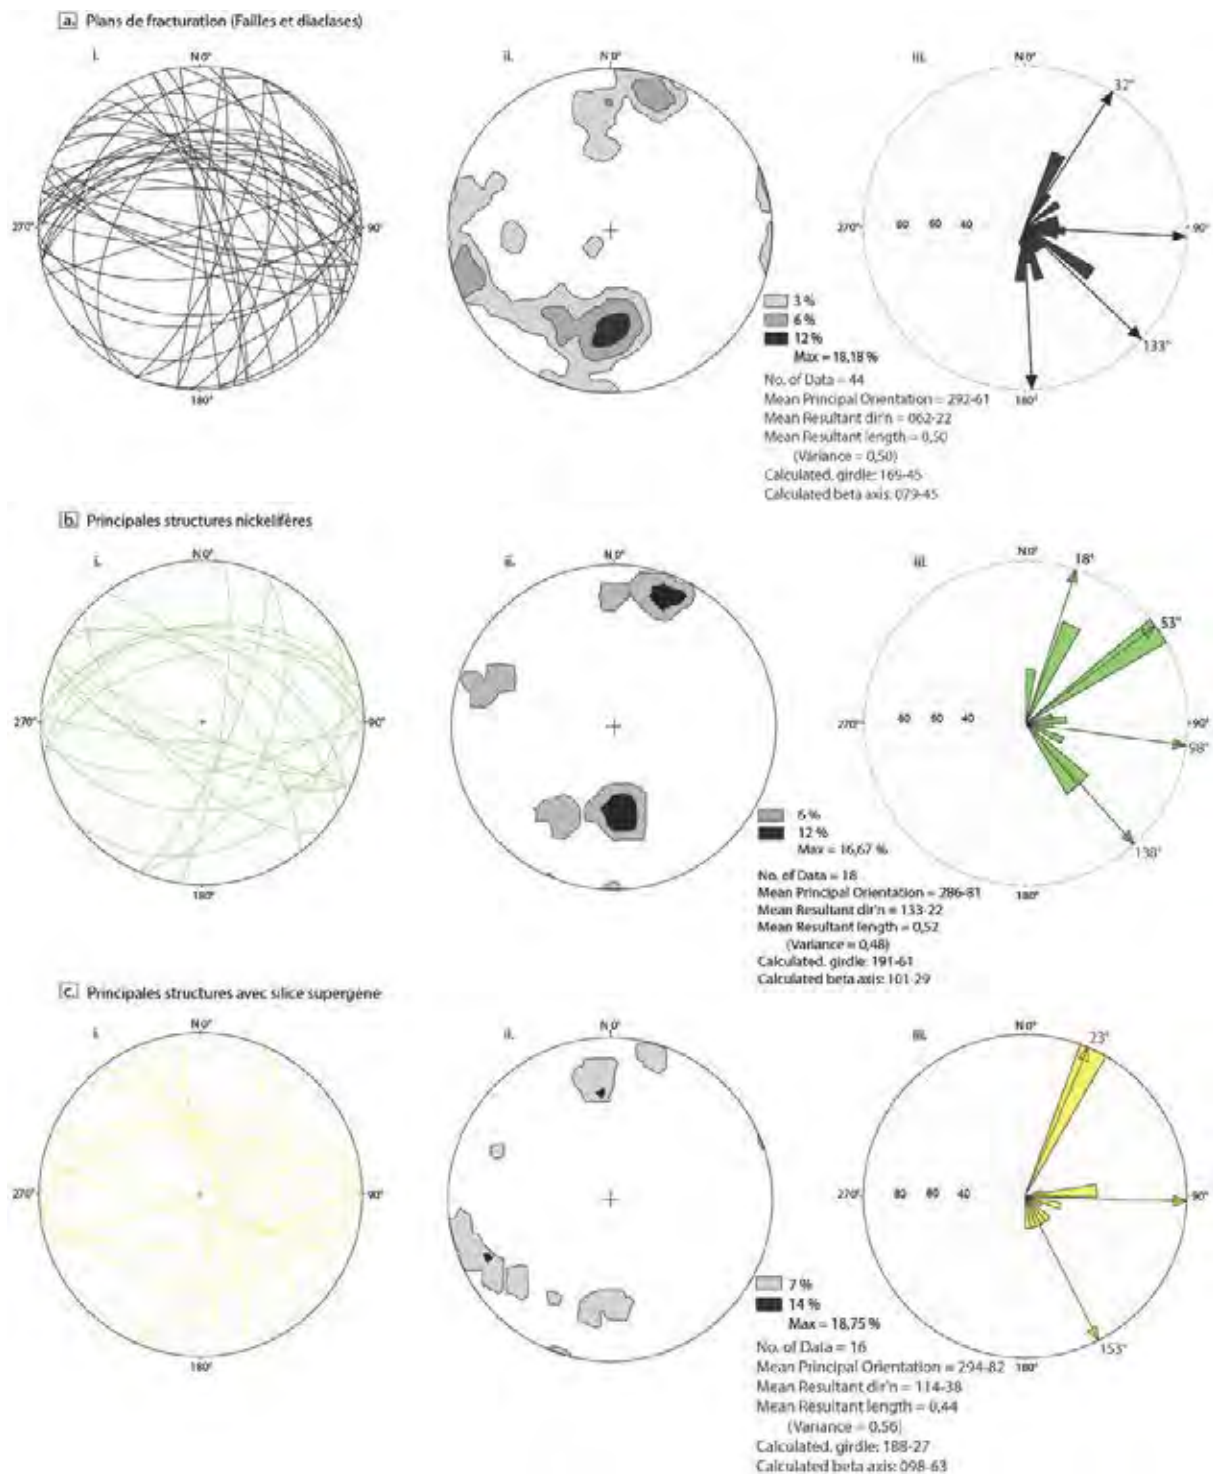 a. Plans de fracturation (Failles et diaclases)
i.
N 0°
270°
90°
180°
ii.
N 0°
3 %
6 %
12 %
Max = 18,18 %
No. of Data = 44
Mean Principal Orientation = 292-61
Mean Resultant dir'n = 062-22
Mean Resultant length = 0,50
(Variance = 0,50)
Calculated. girdle: 169-45
Calculated beta axis: 079-45
iii.
N 0°
32°
270°
60
40
90°
133°
180°
b. Principales structures nickelifères
i.
N 0°
270°
90°
180°
ii.
N 0°
6 %
12 %
Max = 16,67 %
No. of Data = 18
Mean Principal Orientation = 286-81
Mean Resultant dir'n = 133-22
Mean Resultant length = 0,52
(Variance = 0,48)
Calculated. girdle: 191-61
Calculated beta axis: 101-29
iii.
N 0°
18°
53°
270°
60
40
90°
98°
138°
180°
c. Principales structures avec silice supergène
i.
N 0°
270°
90°
180°
ii.
N 0°
7 %
14 %
Max = 18,75 %
No. of Data = 16
Mean Principal Orientation = 294-82
Mean Resultant dir'n = 114-38
Mean Resultant length = 0,44
(Variance = 0,56)
Calculated. girdle: 188-27
Calculated beta axis: 098-63
iii.
N 0°
23°
270°
80
60
40
90°
153°
180°